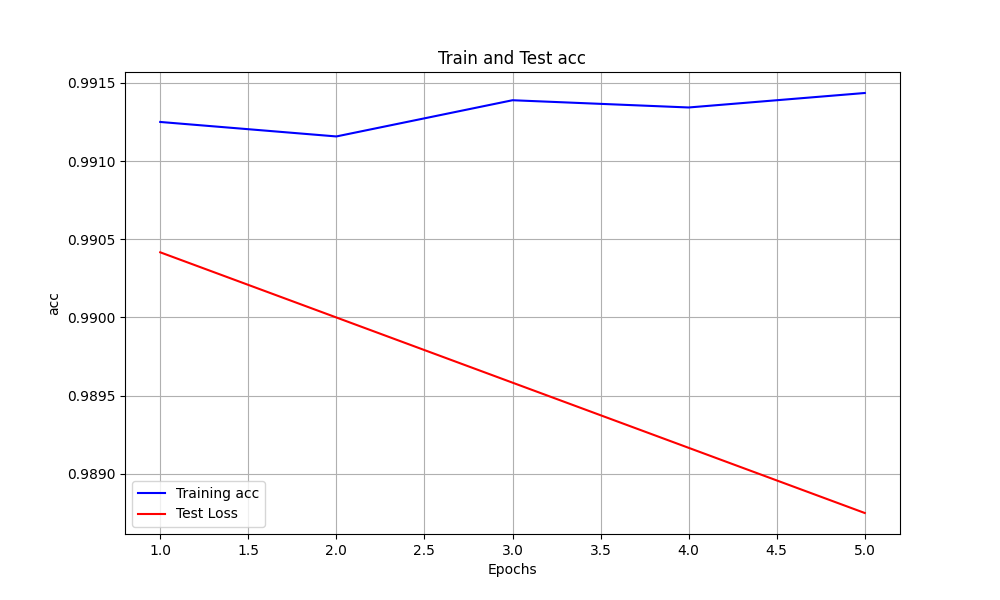 Train and Test acc
0.9915
0.9910
0.9905
0.9900
0.9895
0.9890
acc
Training acc
Test Loss
1.0 1.5 2.0 2.5 3.0 3.5 4.0 4.5 5.0
Epochs